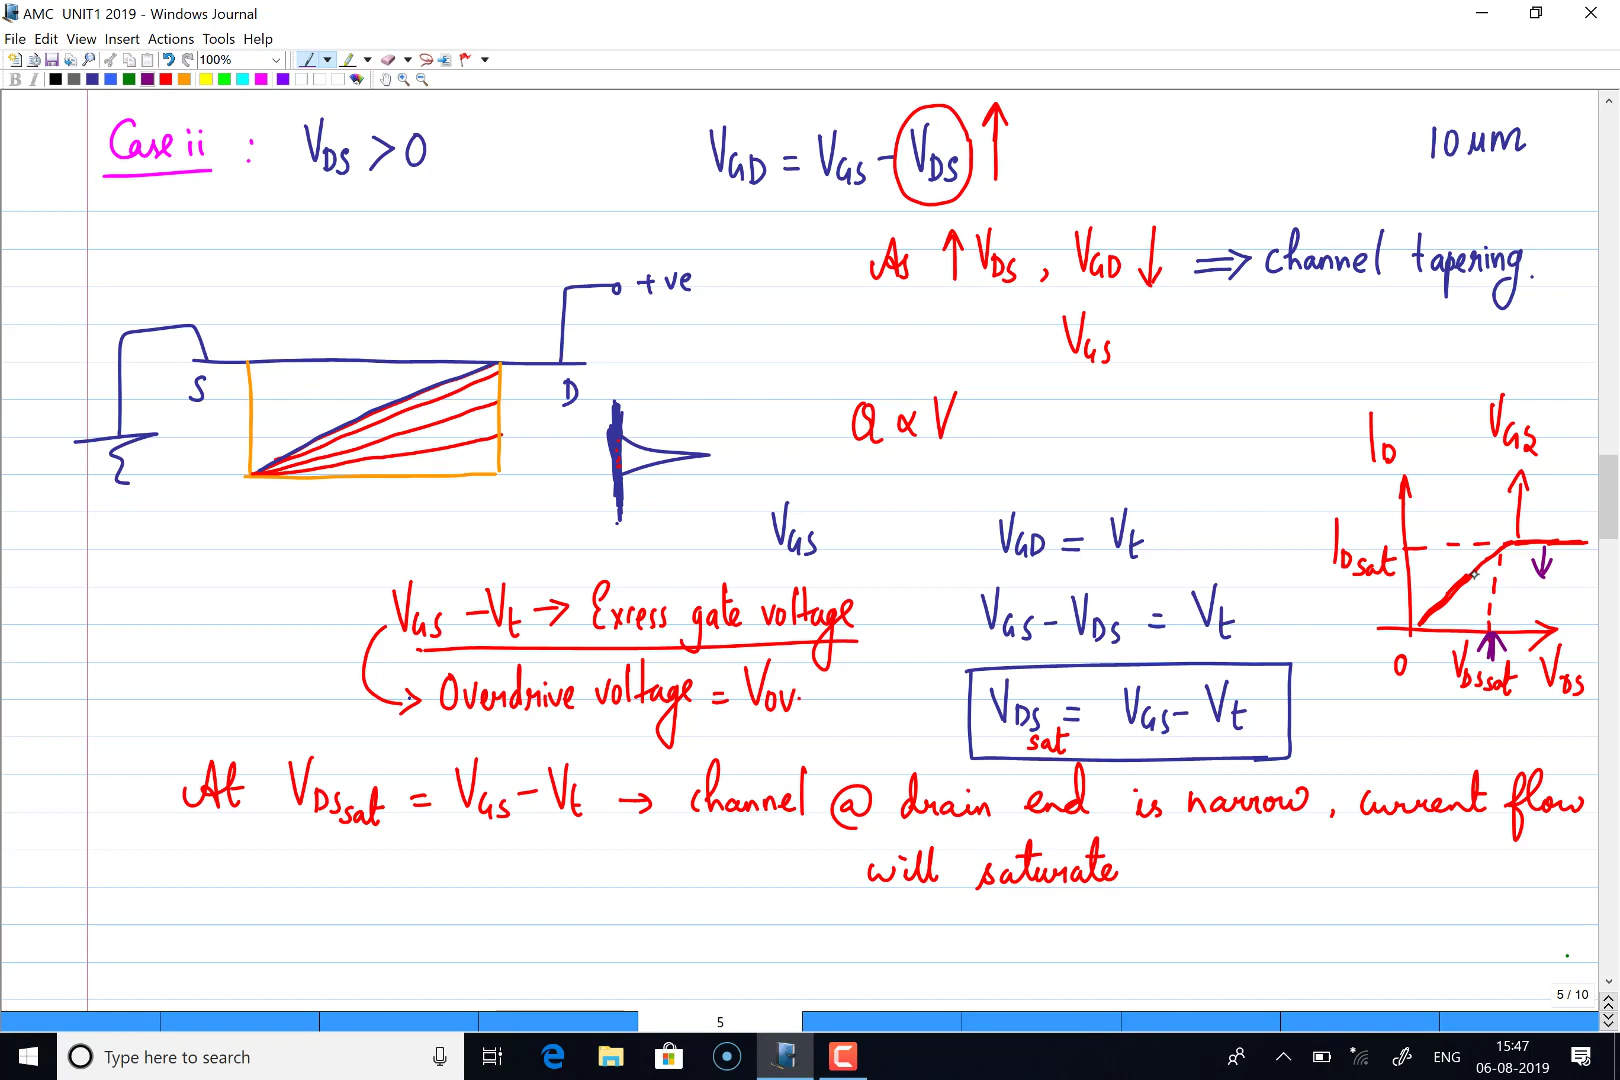 AMC UNIT1 2019 - Windows Journal
File Edit View Insert Actions Tools Help
100%
B I
Case ii : VDS > 0
VGD = VGS - VDS ↑
10 μm
As ↑ VDS , VGD ↓ ⇒ channel tapering.
VGS
+ve
S
D
Q ∝ V
ID
VGS
VGS
VGD = Vt
IDsat
VGS - Vt → Excess gate voltage
VGS - VDS = Vt
0
VDSsat
VDS
→ Overdrive voltage = VOV.
VDS sat = VGS - Vt
At VDSsat = VGS - Vt → channel @ drain end is narrow, current flow
will saturate
5 / 10
5
Type here to search
ENG
15:47
06-08-2019